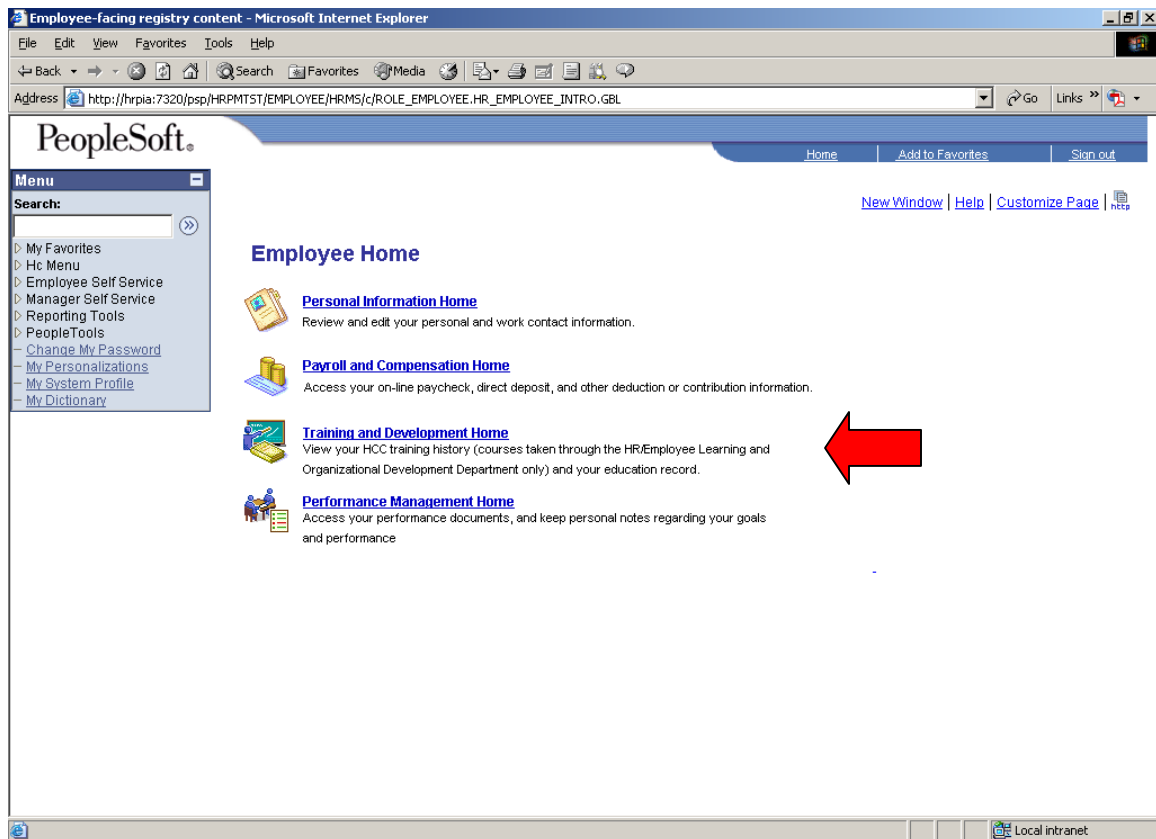 Employee-facing registry content - Microsoft Internet Explorer
File Edit View Favorites Tools Help
Back Search Favorites Media
Address http://hrpia:7320/psp/HRPMTST/EMPLOYEE/HRMS/c/ROLE_EMPLOYEE.HR_EMPLOYEE_INTRO.GBL Go Links »
PeopleSoft.
Home Add to Favorites Sign out
Menu
Search:
New Window | Help | Customize Page | http
My Favorites
Hc Menu
Employee Self Service
Manager Self Service
Reporting Tools
PeopleTools
– Change My Password
– My Personalizations
– My System Profile
– My Dictionary
Employee Home
Personal Information Home
Review and edit your personal and work contact information.
Payroll and Compensation Home
Access your on-line paycheck, direct deposit, and other deduction or contribution information.
Training and Development Home
View your HCC training history (courses taken through the HR/Employee Learning and
Organizational Development Department only) and your education record.
Performance Management Home
Access your performance documents, and keep personal notes regarding your goals
and performance
Local intranet